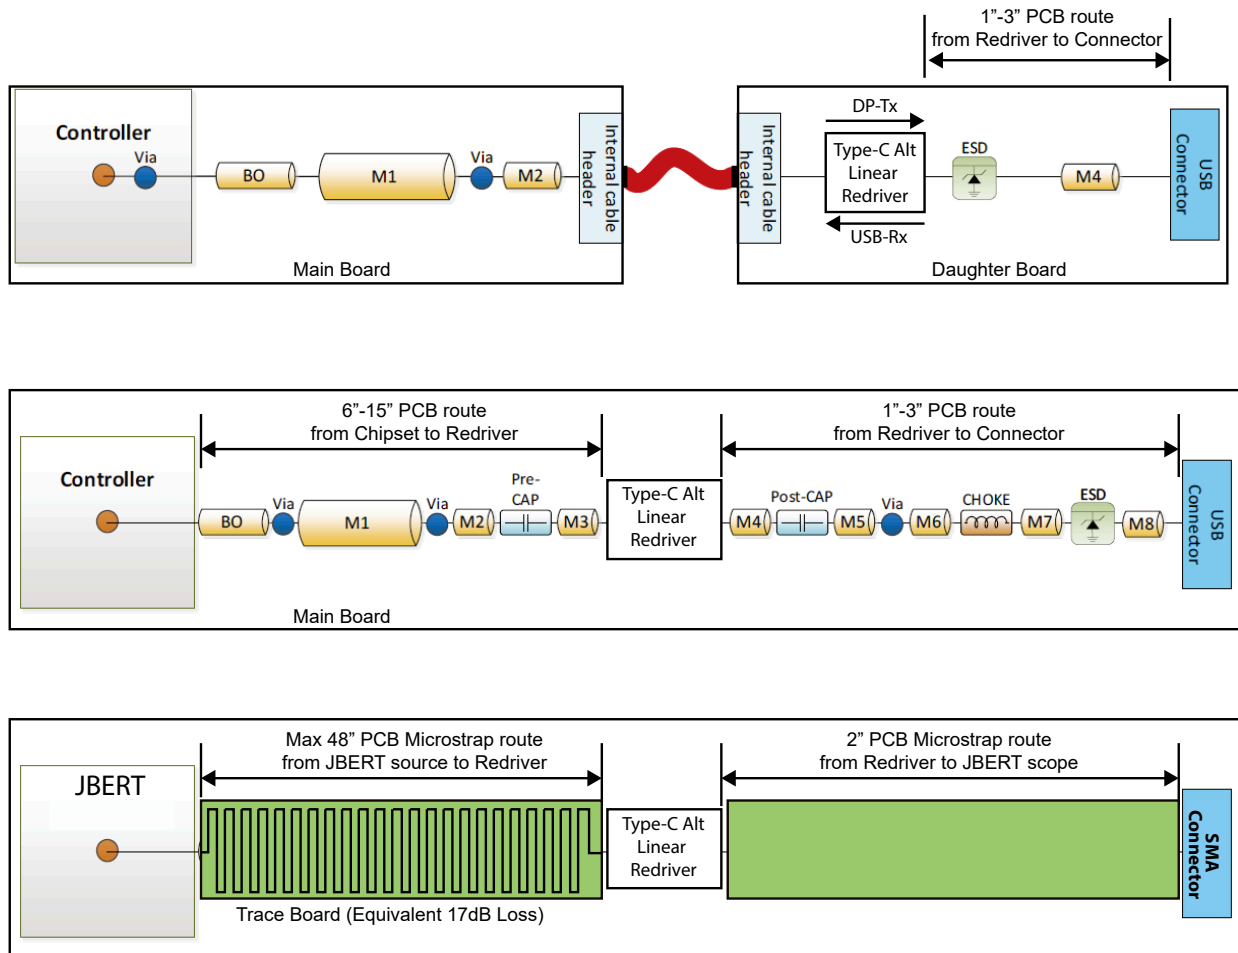 1”-3” PCB route
from Redriver to Connector
Controller
Via
BO
M1
Via
M2
Internal cable
header
Main Board
Internal cable
header
DP-Tx
Type-C Alt
Linear
Redriver
USB-Rx
ESD
M4
USB
Connector
Daughter Board
6”-15” PCB route
from Chipset to Redriver
1”-3” PCB route
from Redriver to Connector
Controller
BO
Via
M1
Via
M2
Pre-
CAP
M3
Type-C Alt
Linear
Redriver
M4
Post-CAP
M5
Via
M6
CHOKE
M7
ESD
M8
USB
Connector
Main Board
Max 48” PCB Microstrap route
from JBERT source to Redriver
2” PCB Microstrap route
from Redriver to JBERT scope
JBERT
Type-C Alt
Linear
Redriver
SMA
Connector
Trace Board (Equivalent 17dB Loss)